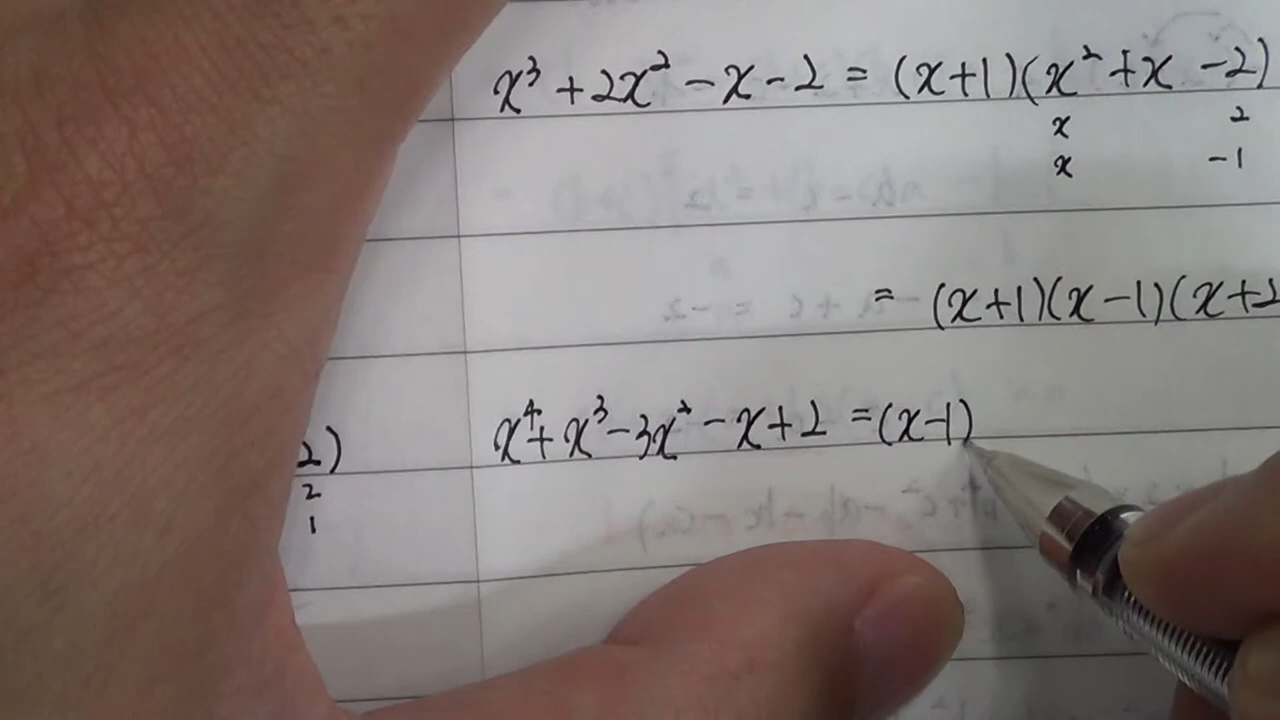 x³ + 2x² - x - 2 = (x+1)(x² + x - 2)
x 2
x -1
= (x+1)(x-1)(x+2
2)
x⁴ + x³ - 3x² - x + 2 = (x-1)
2
1